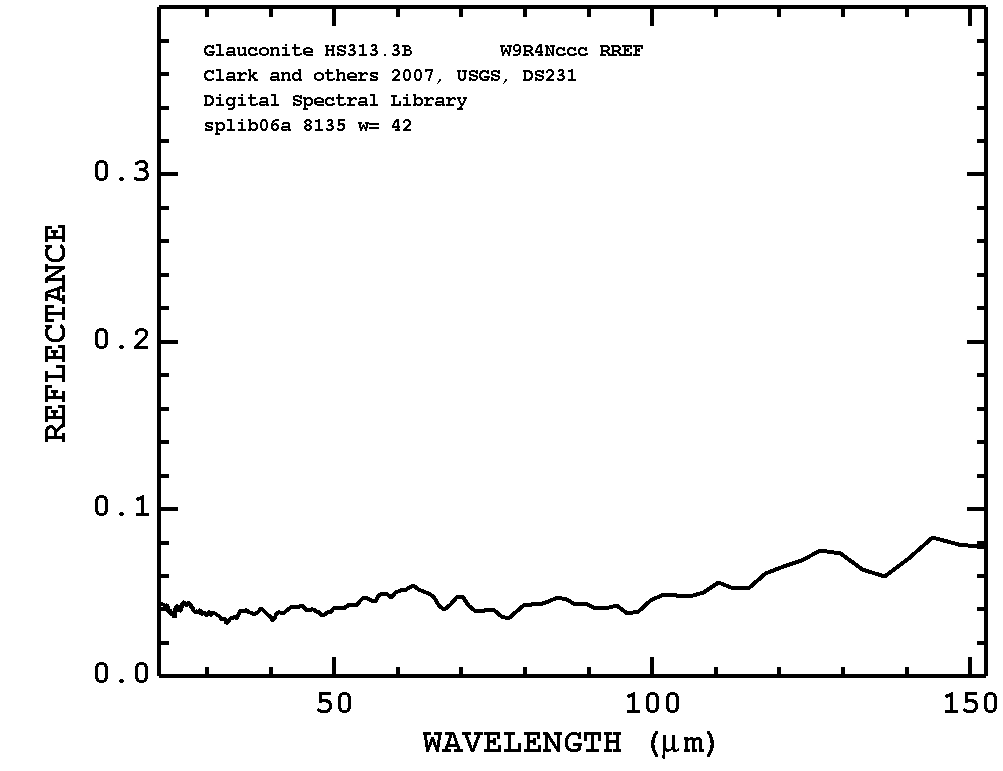 Glauconite HS313.3B W9R4Nccc RREF
Clark and others 2007, USGS, DS231
Digital Spectral Library
splib06a 8135 w= 42
0.3
0.2
0.1
0.0
REFLECTANCE
50 100 150
WAVELENGTH (μm)